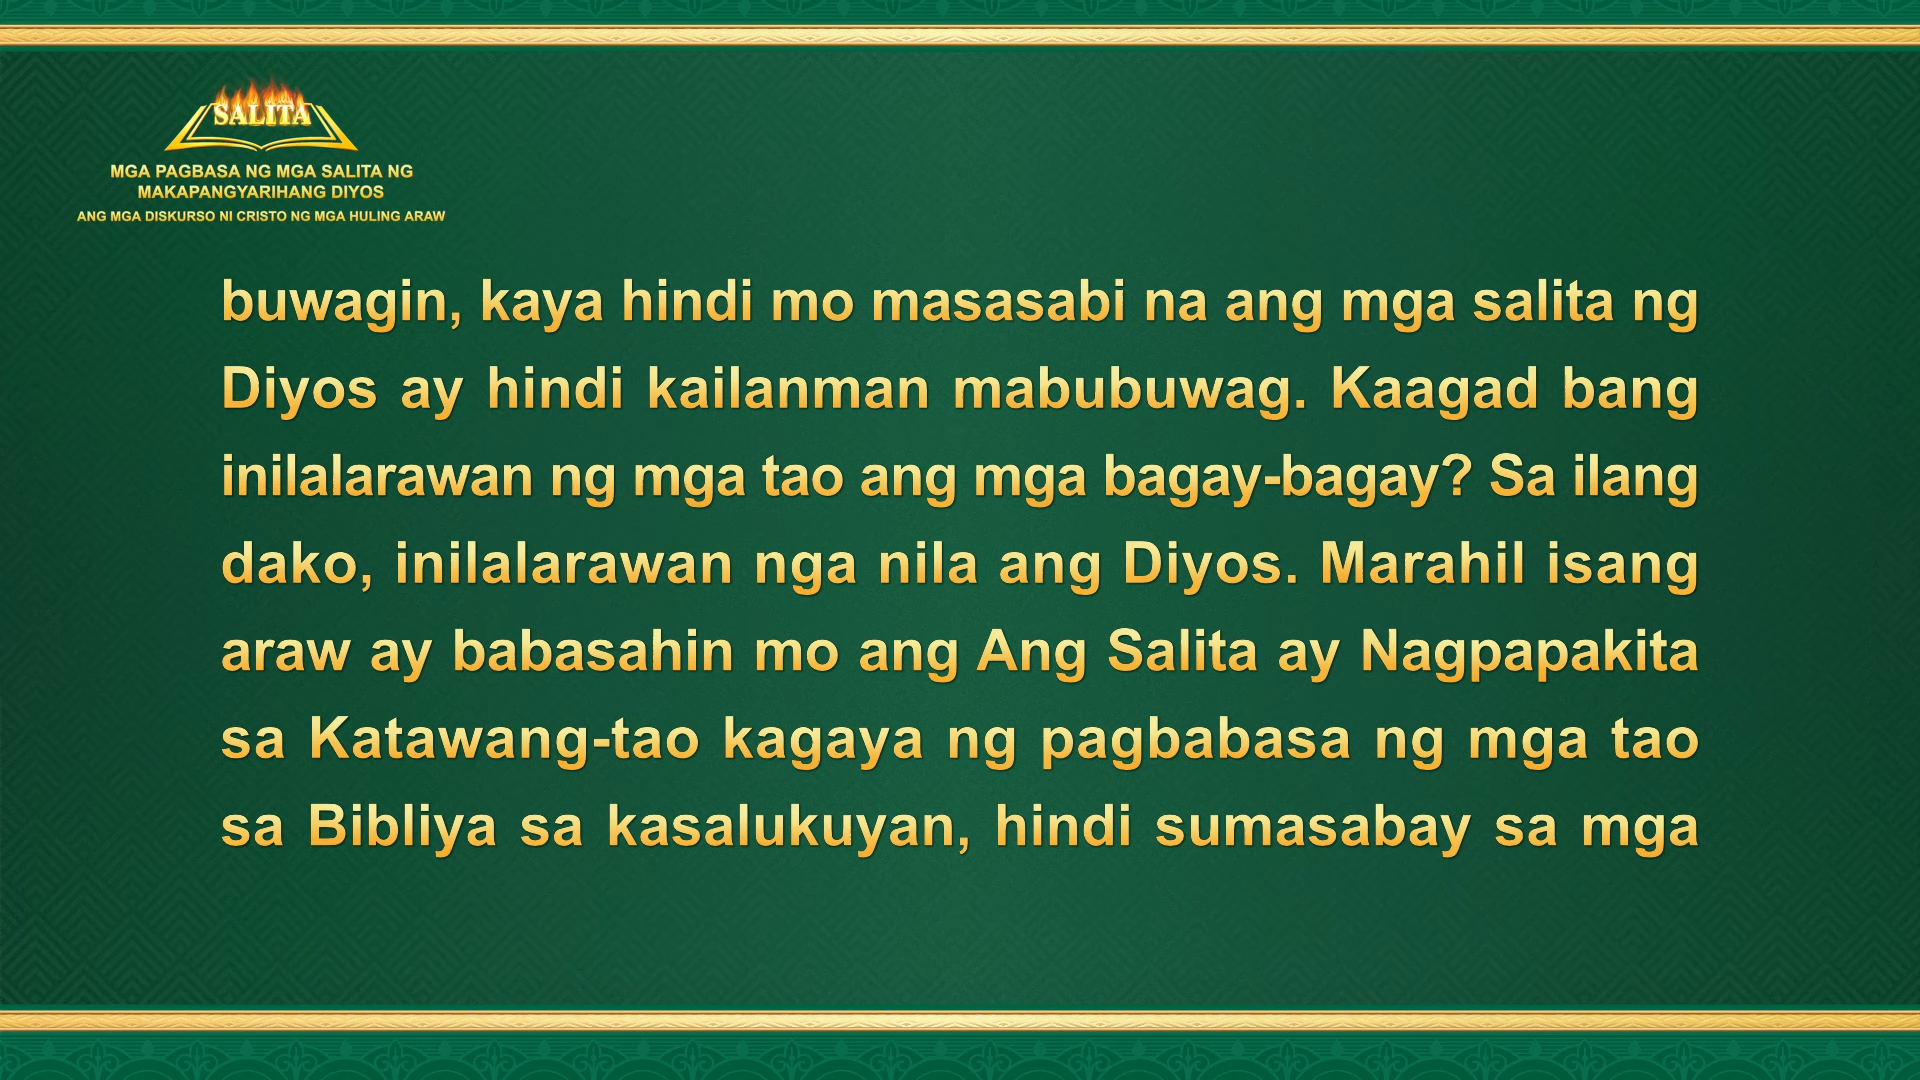 SALITA
MGA PAGBASA NG MGA SALITA NG
MAKAPANGYARIHANG DIYOS
ANG MGA DISKURSO NI CRISTO NG MGA HULING ARAW
buwagin, kaya hindi mo masasabi na ang mga salita ng
Diyos ay hindi kailanman mabubuwag. Kaagad bang
inilalarawan ng mga tao ang mga bagay-bagay? Sa ilang
dako, inilalarawan nga nila ang Diyos. Marahil isang
araw ay babasahin mo ang Ang Salita ay Nagpapakita
sa Katawang-tao kagaya ng pagbabasa ng mga tao
sa Bibliya sa kasalukuyan, hindi sumasabay sa mga